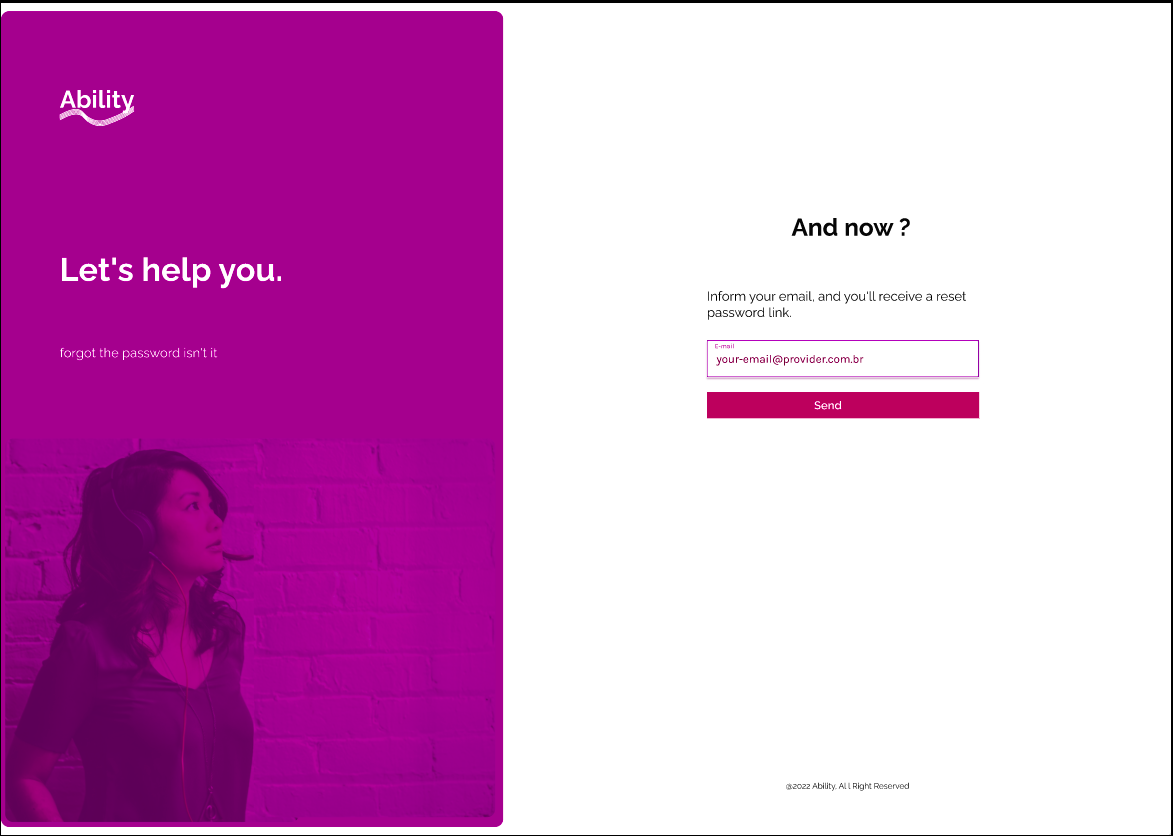 Ability
Let's help you.
forgot the password isn't it
And now ?
Inform your email, and you'll receive a reset
password link.
E-mail
your-email@provider.com.br
Send
@2022 Ability, Al l Right Reserved